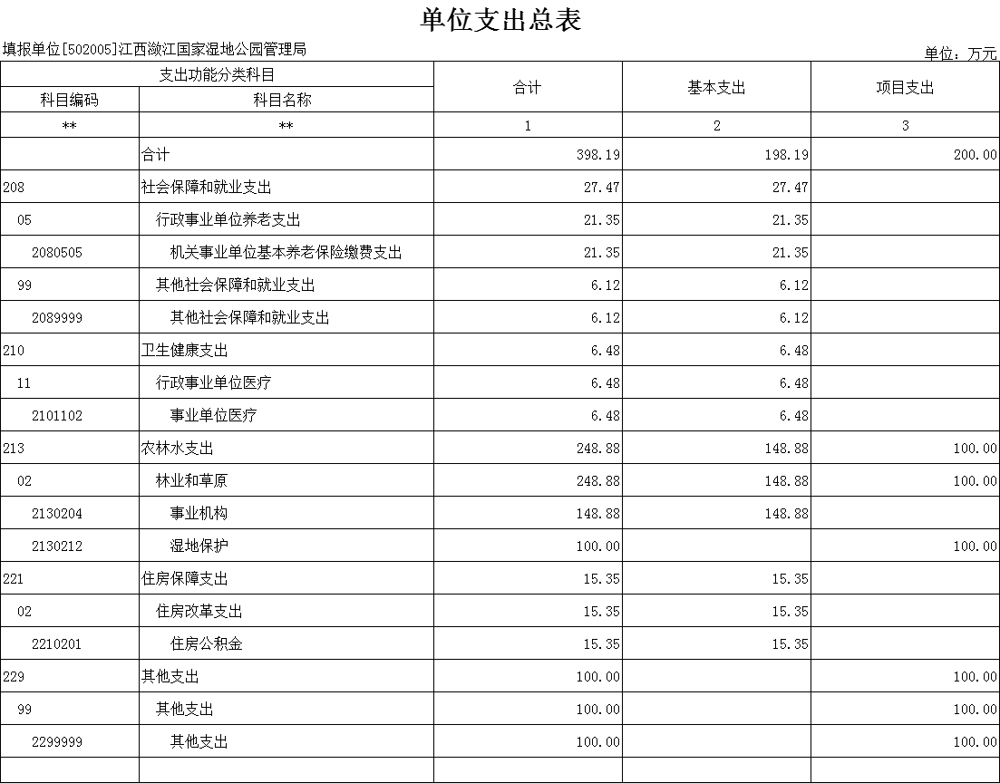 单位支出总表
填报单位[502005]江西潋江国家湿地公园管理局
单位：万元
支出功能分类科目 合计 基本支出 项目支出
科目编码 科目名称
** ** 1 2 3
合计 398.19 198.19 200.00
208 社会保障和就业支出 27.47 27.47
05 行政事业单位养老支出 21.35 21.35
2080505 机关事业单位基本养老保险缴费支出 21.35 21.35
99 其他社会保障和就业支出 6.12 6.12
2089999 其他社会保障和就业支出 6.12 6.12
210 卫生健康支出 6.48 6.48
11 行政事业单位医疗 6.48 6.48
2101102 事业单位医疗 6.48 6.48
213 农林水支出 248.88 148.88 100.00
02 林业和草原 248.88 148.88 100.00
2130204 事业机构 148.88 148.88
2130212 湿地保护 100.00 100.00
221 住房保障支出 15.35 15.35
02 住房改革支出 15.35 15.35
2210201 住房公积金 15.35 15.35
229 其他支出 100.00 100.00
99 其他支出 100.00 100.00
2299999 其他支出 100.00 100.00